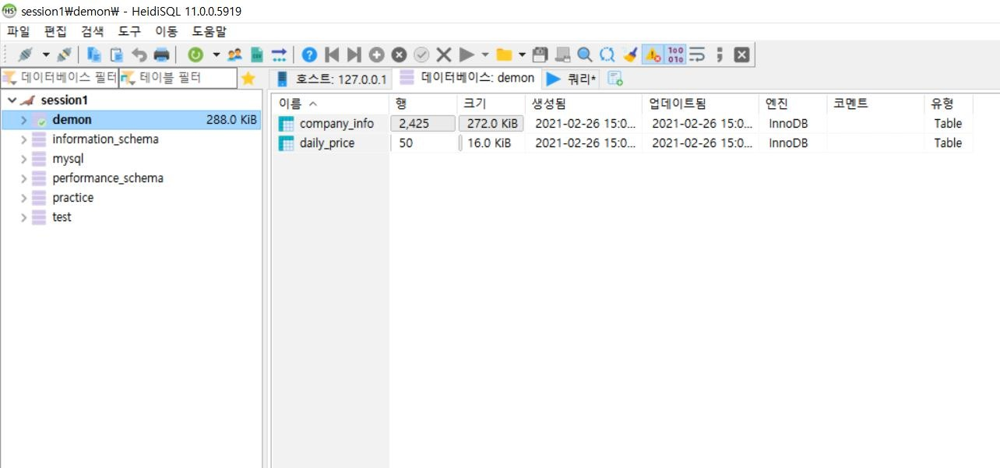 session1₩demon₩ - HeidiSQL 11.0.0.5919
파일 편집 검색 도구 이동 도움말
데이터베이스 필터 테이블 필터
호스트: 127.0.0.1 데이터베이스: demon 쿼리*
session1
demon 288.0 KiB
information_schema
mysql
performance_schema
practice
test
이름 행 크기 생성됨 업데이트됨 엔진 코멘트 유형
company_info 2,425 272.0 KiB 2021-02-26 15:0... 2021-02-26 15:0... InnoDB Table
daily_price 50 16.0 KiB 2021-02-26 15:0... 2021-02-26 15:0... InnoDB Table